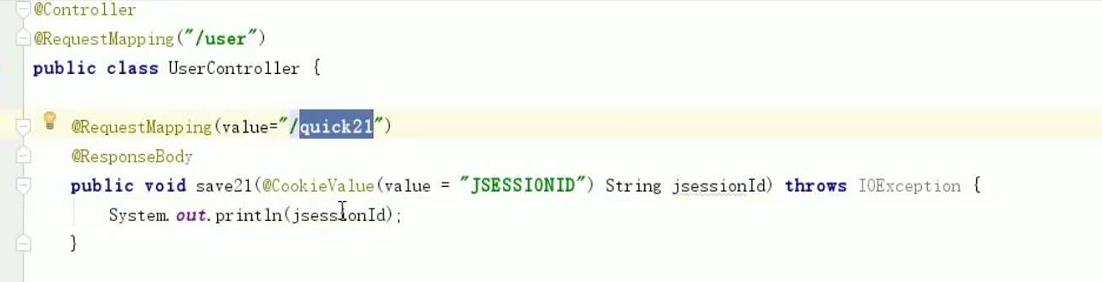 @Controller
@RequestMapping("/user")
public class UserController {
@RequestMapping(value="/quick21")
@ResponseBody
public void save21(@CookieValue(value = "JSESSIONID") String jsessionId) throws IOException {
System.out.println(jsessionId);
}